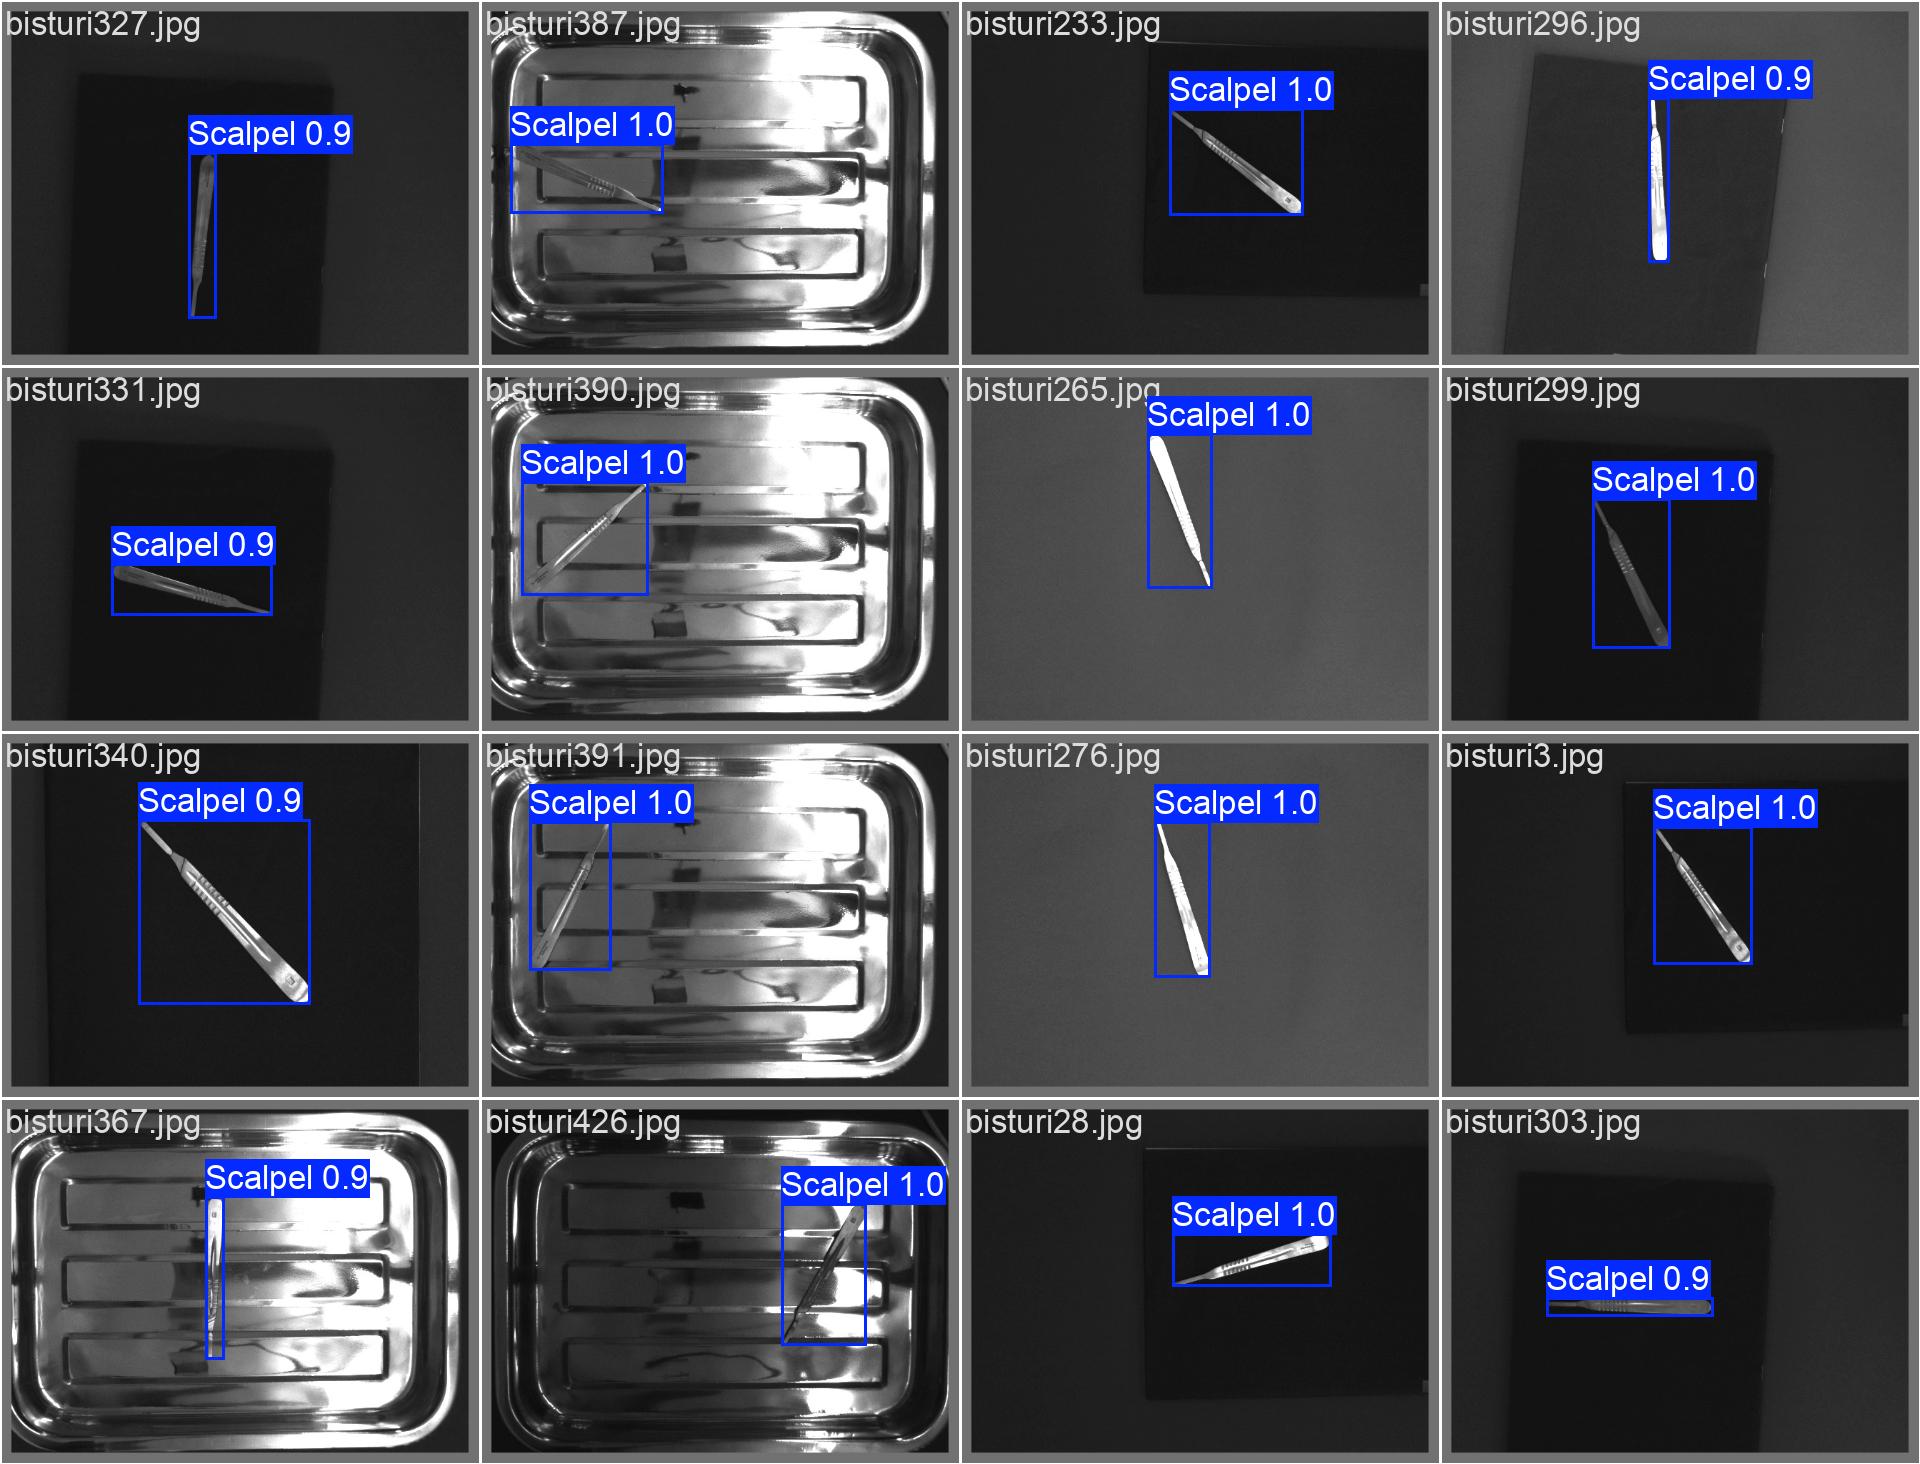 bisturi327.jpg
Scalpel 0.9
bisturi387.jpg
Scalpel 1.0
bisturi233.jpg
Scalpel 1.0
bisturi296.jpg
Scalpel 0.9
bisturi331.jpg
Scalpel 0.9
bisturi390.jpg
Scalpel 1.0
bisturi265.jpg
Scalpel 1.0
bisturi299.jpg
Scalpel 1.0
bisturi340.jpg
Scalpel 0.9
bisturi391.jpg
Scalpel 1.0
bisturi276.jpg
Scalpel 1.0
bisturi3.jpg
Scalpel 1.0
bisturi367.jpg
Scalpel 0.9
bisturi426.jpg
Scalpel 1.0
bisturi28.jpg
Scalpel 1.0
bisturi303.jpg
Scalpel 0.9